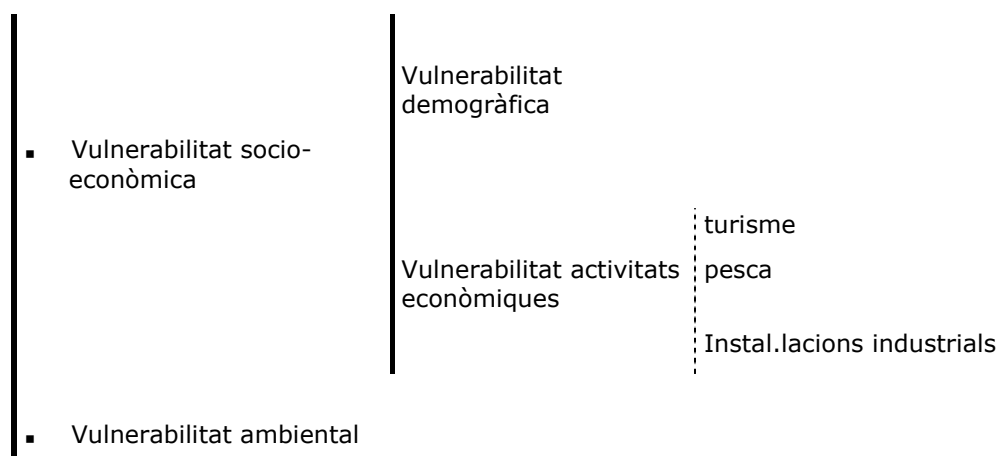 Vulnerabilitat
demogràfica
▪ Vulnerabilitat socio-
econòmica
turisme
Vulnerabilitat activitats
econòmiques
pesca
Instal.lacions industrials
▪ Vulnerabilitat ambiental